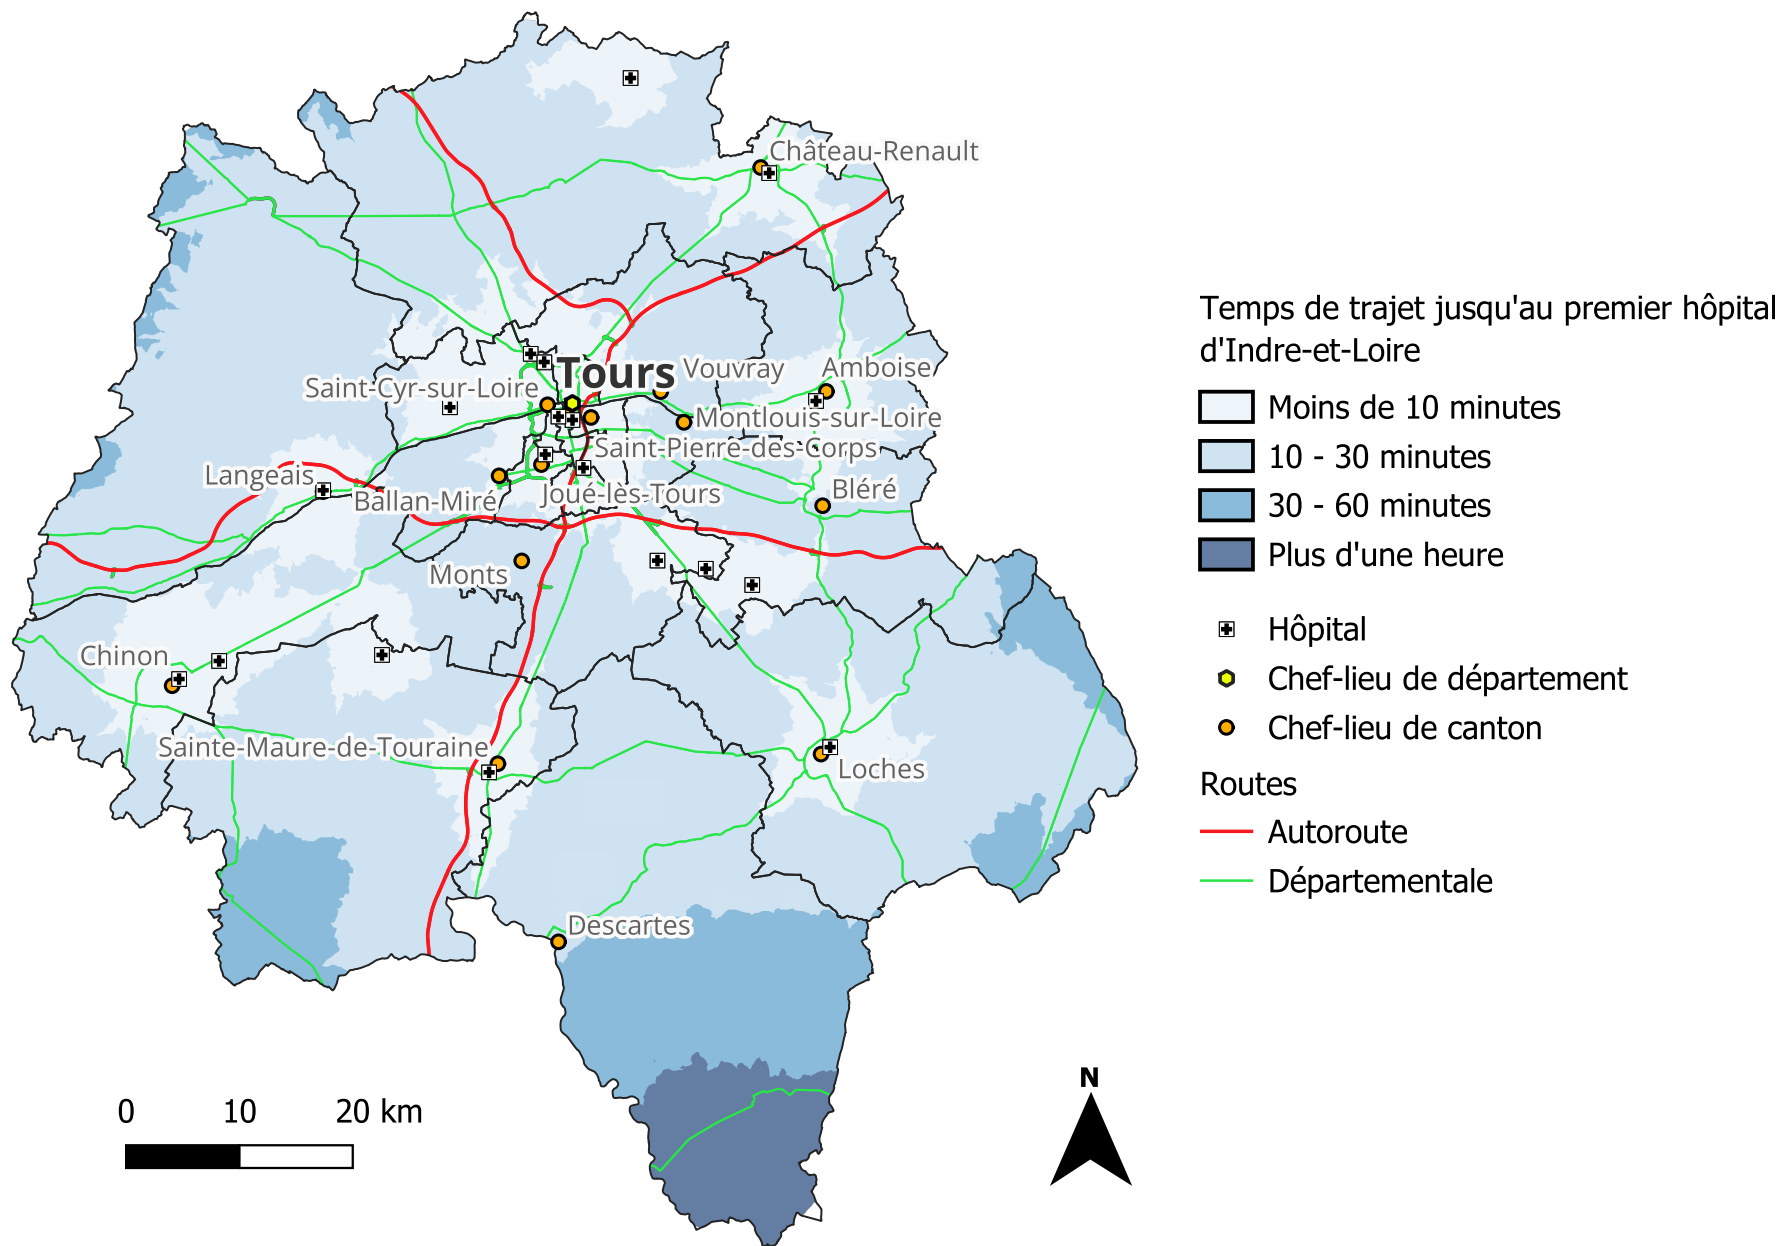 Château-Renault
Tours
Vouvray
Amboise
Saint-Cyr-sur-Loire
Montlouis-sur-Loire
Saint-Pierre-des-Corps
Langeais
Ballan-Miré
Joué-lès-Tours
Bléré
Monts
Chinon
Sainte-Maure-de-Touraine
Loches
Descartes
0 10 20 km
N
Temps de trajet jusqu'au premier hôpital
d'Indre-et-Loire
Moins de 10 minutes
10 - 30 minutes
30 - 60 minutes
Plus d'une heure
Hôpital
Chef-lieu de département
Chef-lieu de canton
Routes
Autoroute
Départementale